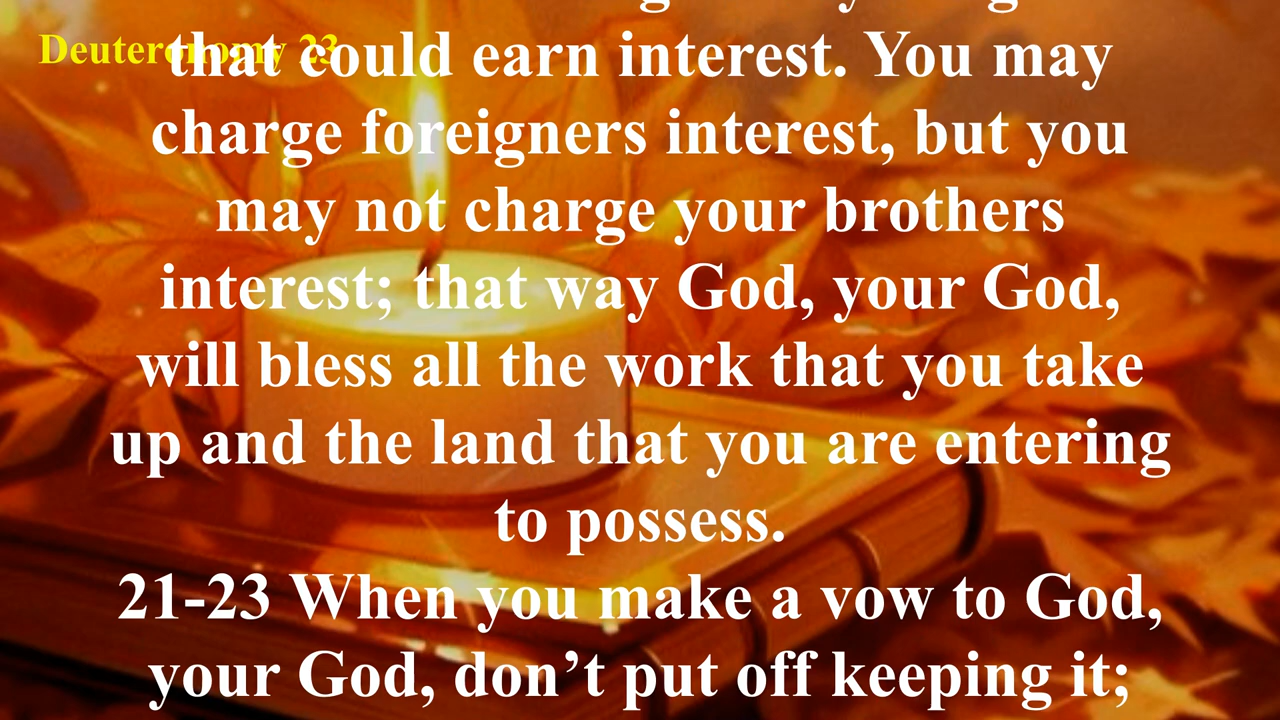 Deuteronomy 23
that could earn interest. You may
charge foreigners interest, but you
may not charge your brothers
interest; that way God, your God,
will bless all the work that you take
up and the land that you are entering
to possess.
21-23 When you make a vow to God,
your God, don’t put off keeping it;